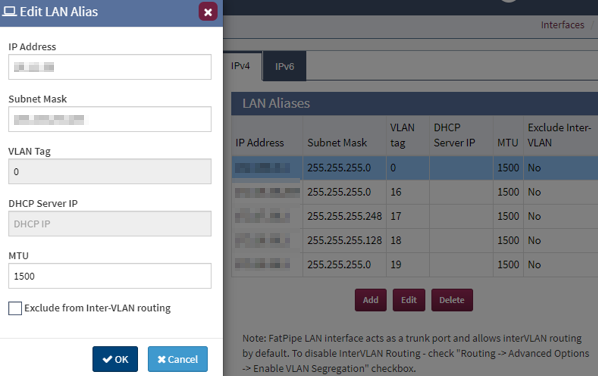 Edit LAN Alias
IP Address
Subnet Mask
VLAN Tag
0
DHCP Server IP
DHCP IP
MTU
1500
Exclude from Inter-VLAN routing
OK
Cancel
Interfaces
IPv4
IPv6
LAN Aliases
IP Address Subnet Mask VLAN tag DHCP Server IP MTU Exclude Inter-VLAN
255.255.255.0 0 1500 No
255.255.255.0 16 1500 No
255.255.255.248 17 1500 No
255.255.255.128 18 1500 No
255.255.255.0 19 1500 No
Add Edit Delete
Note: FatPipe LAN interface acts as a trunk port and allows interVLAN routing
by default. To disable InterVLAN Routing - check "Routing -> Advanced Options
-> Enable VLAN Segregation" checkbox.